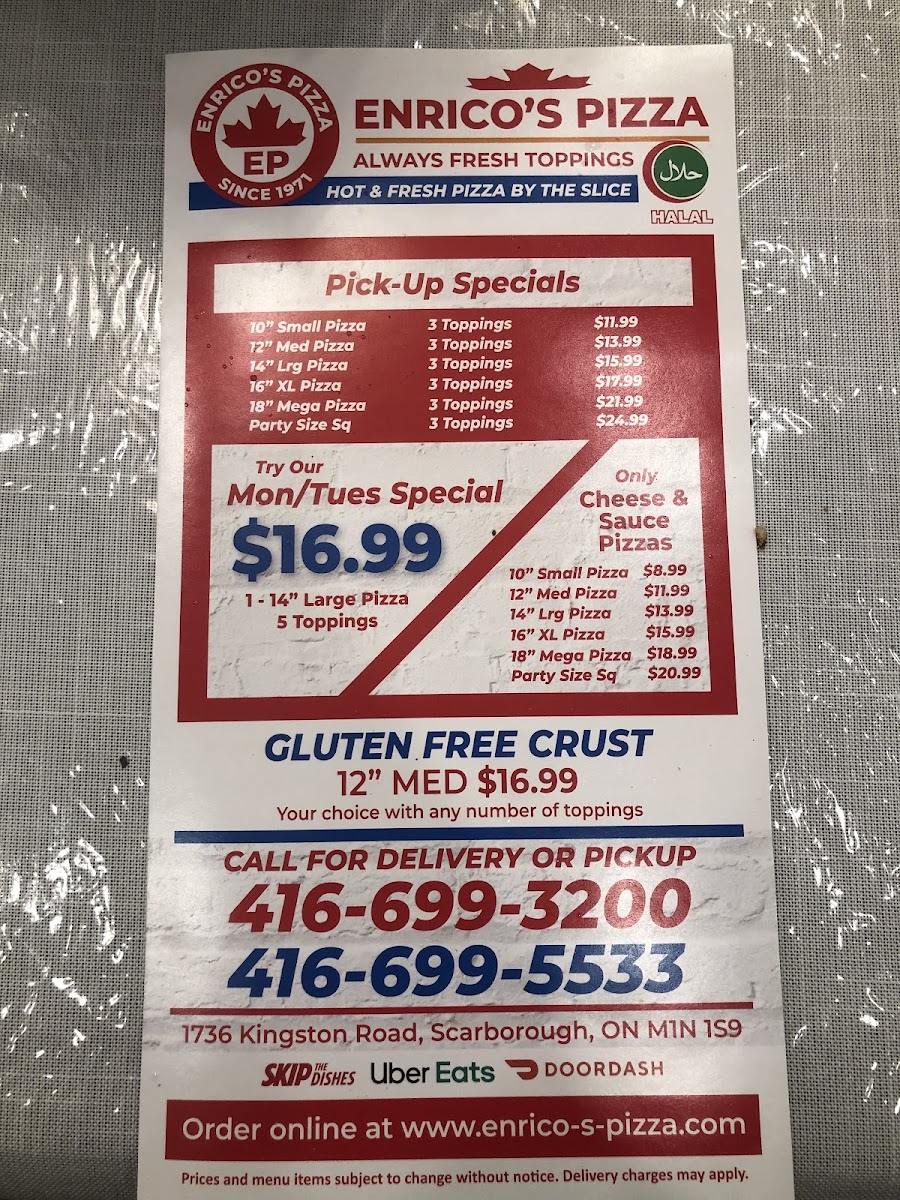 ENRICO'S PIZZA
EP
SINCE 1971
ENRICO'S PIZZA
ALWAYS FRESH TOPPINGS
HOT & FRESH PIZZA BY THE SLICE
حلال
HALAL
Pick-Up Specials
10" Small Pizza 3 Toppings $11.99
12" Med Pizza 3 Toppings $13.99
14" Lrg Pizza 3 Toppings $15.99
16" XL Pizza 3 Toppings $17.99
18" Mega Pizza 3 Toppings $21.99
Party Size Sq 3 Toppings $24.99
Try Our
Mon/Tues Special
$16.99
1 - 14" Large Pizza
5 Toppings
Only
Cheese &
Sauce
Pizzas
10" Small Pizza $8.99
12" Med Pizza $11.99
14" Lrg Pizza $13.99
16" XL Pizza $15.99
18" Mega Pizza $18.99
Party Size Sq $20.99
GLUTEN FREE CRUST
12" MED $16.99
Your choice with any number of toppings
CALL FOR DELIVERY OR PICKUP
416-699-3200
416-699-5533
1736 Kingston Road, Scarborough, ON M1N 1S9
SKIP THE DISHES Uber Eats DOORDASH
Order online at www.enrico-s-pizza.com
Prices and menu items subject to change without notice. Delivery charges may apply.